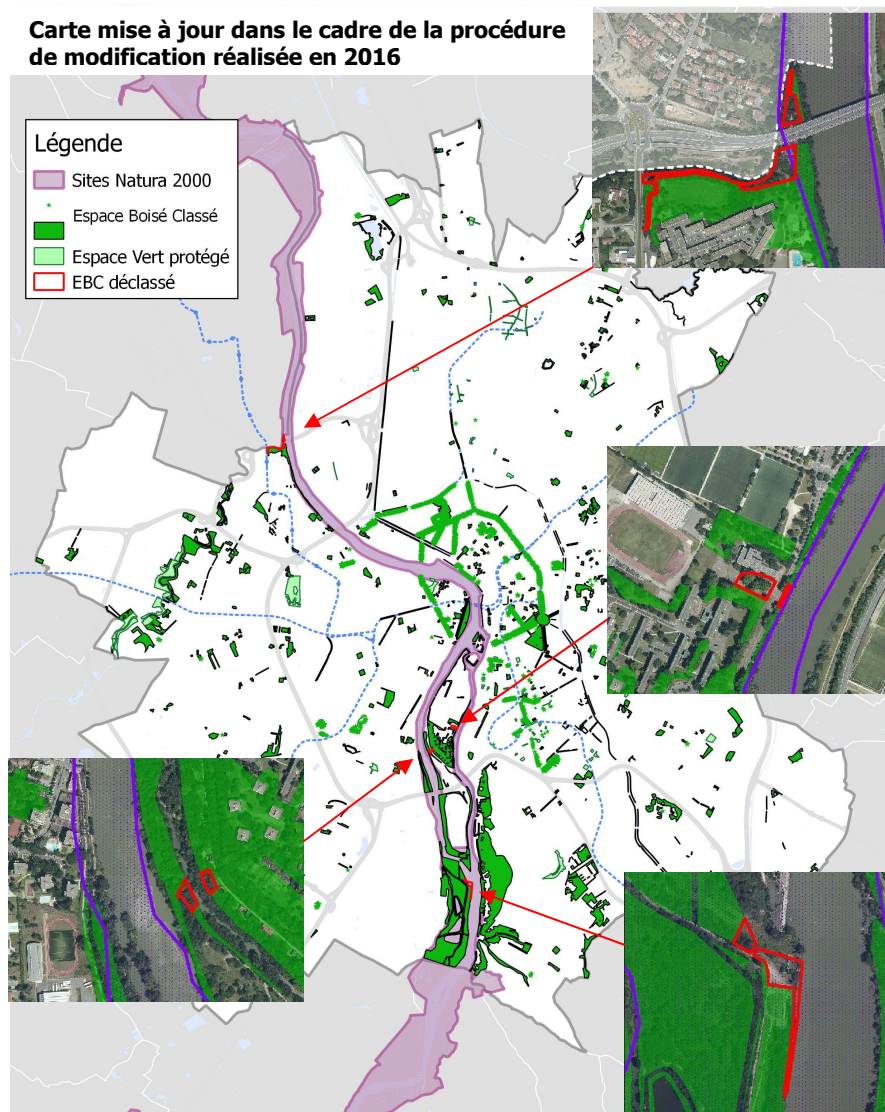 Carte mise à jour dans le cadre de la procédure
de modification réalisée en 2016
Légende
Sites Natura 2000
Espace Boisé Classé
Espace Vert protégé
EBC déclassé